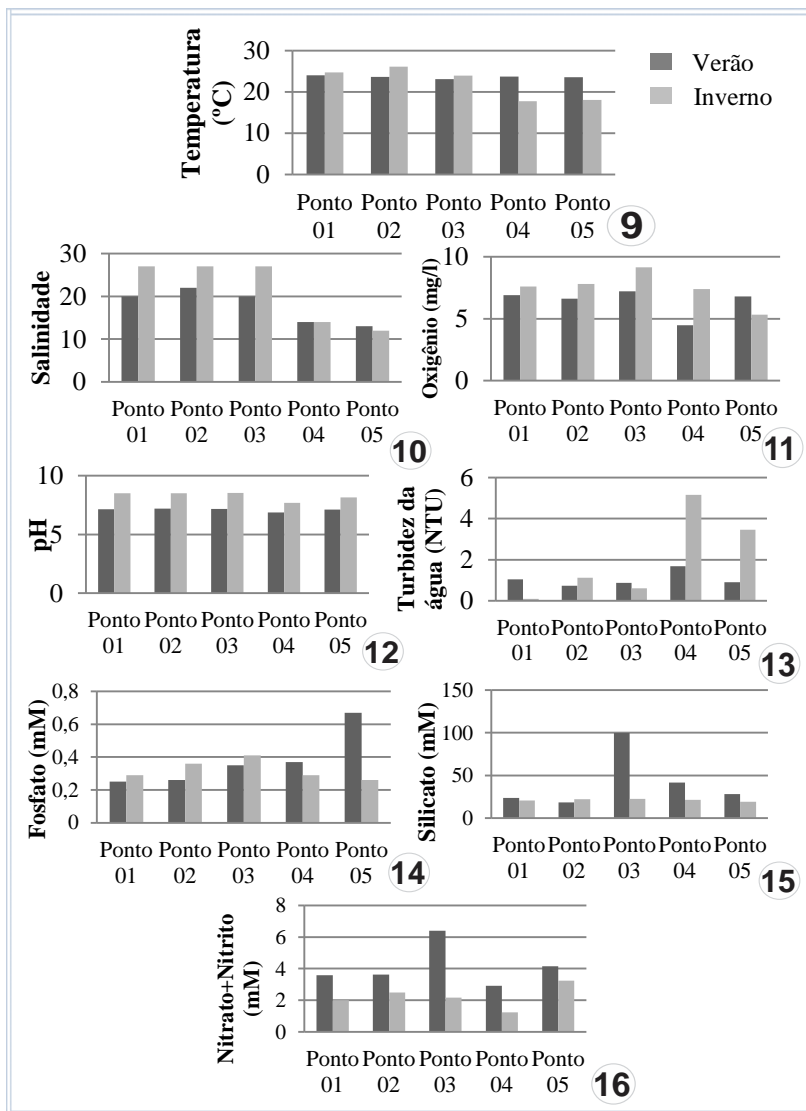 Temperatura
(ºC)
30
20
10
0
Verão
Inverno
Ponto Ponto Ponto Ponto Ponto
01 02 03 04 05
9
Salinidade
30
20
10
0
Ponto Ponto Ponto Ponto Ponto
01 02 03 04 05
10
Oxigênio (mg/l)
10
5
0
Ponto Ponto Ponto Ponto Ponto
01 02 03 04 05
11
pH
10
5
0
Ponto Ponto Ponto Ponto Ponto
01 02 03 04 05
12
Turbidez da
água (NTU)
6
4
2
0
Ponto Ponto Ponto Ponto Ponto
01 02 03 04 05
13
Fosfato (mM)
0,8
0,6
0,4
0,2
0
Ponto Ponto Ponto Ponto Ponto
01 02 03 04 05
14
Silicato (mM)
150
100
50
0
Ponto Ponto Ponto Ponto Ponto
01 02 03 04 05
15
Nitrato+Nitrito
(mM)
8
6
4
2
0
Ponto Ponto Ponto Ponto Ponto
01 02 03 04 05
16